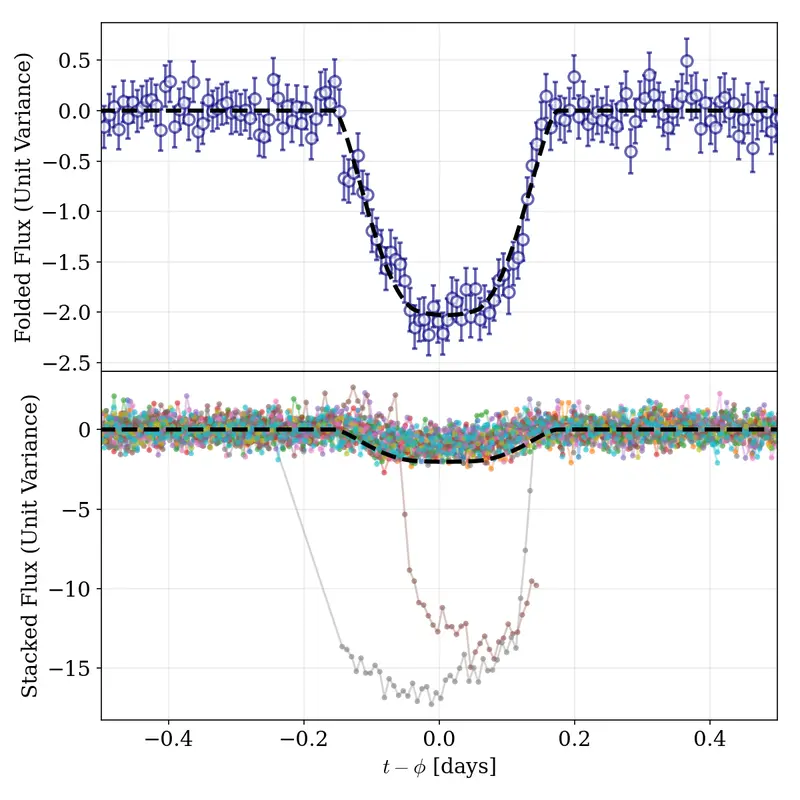 Folded Flux (Unit Variance)
0.5
0.0
−0.5
−1.0
−1.5
−2.0
−2.5
Stacked Flux (Unit Variance)
0
−5
−10
−15
−0.4 −0.2 0.0 0.2 0.4
t − ϕ [days]